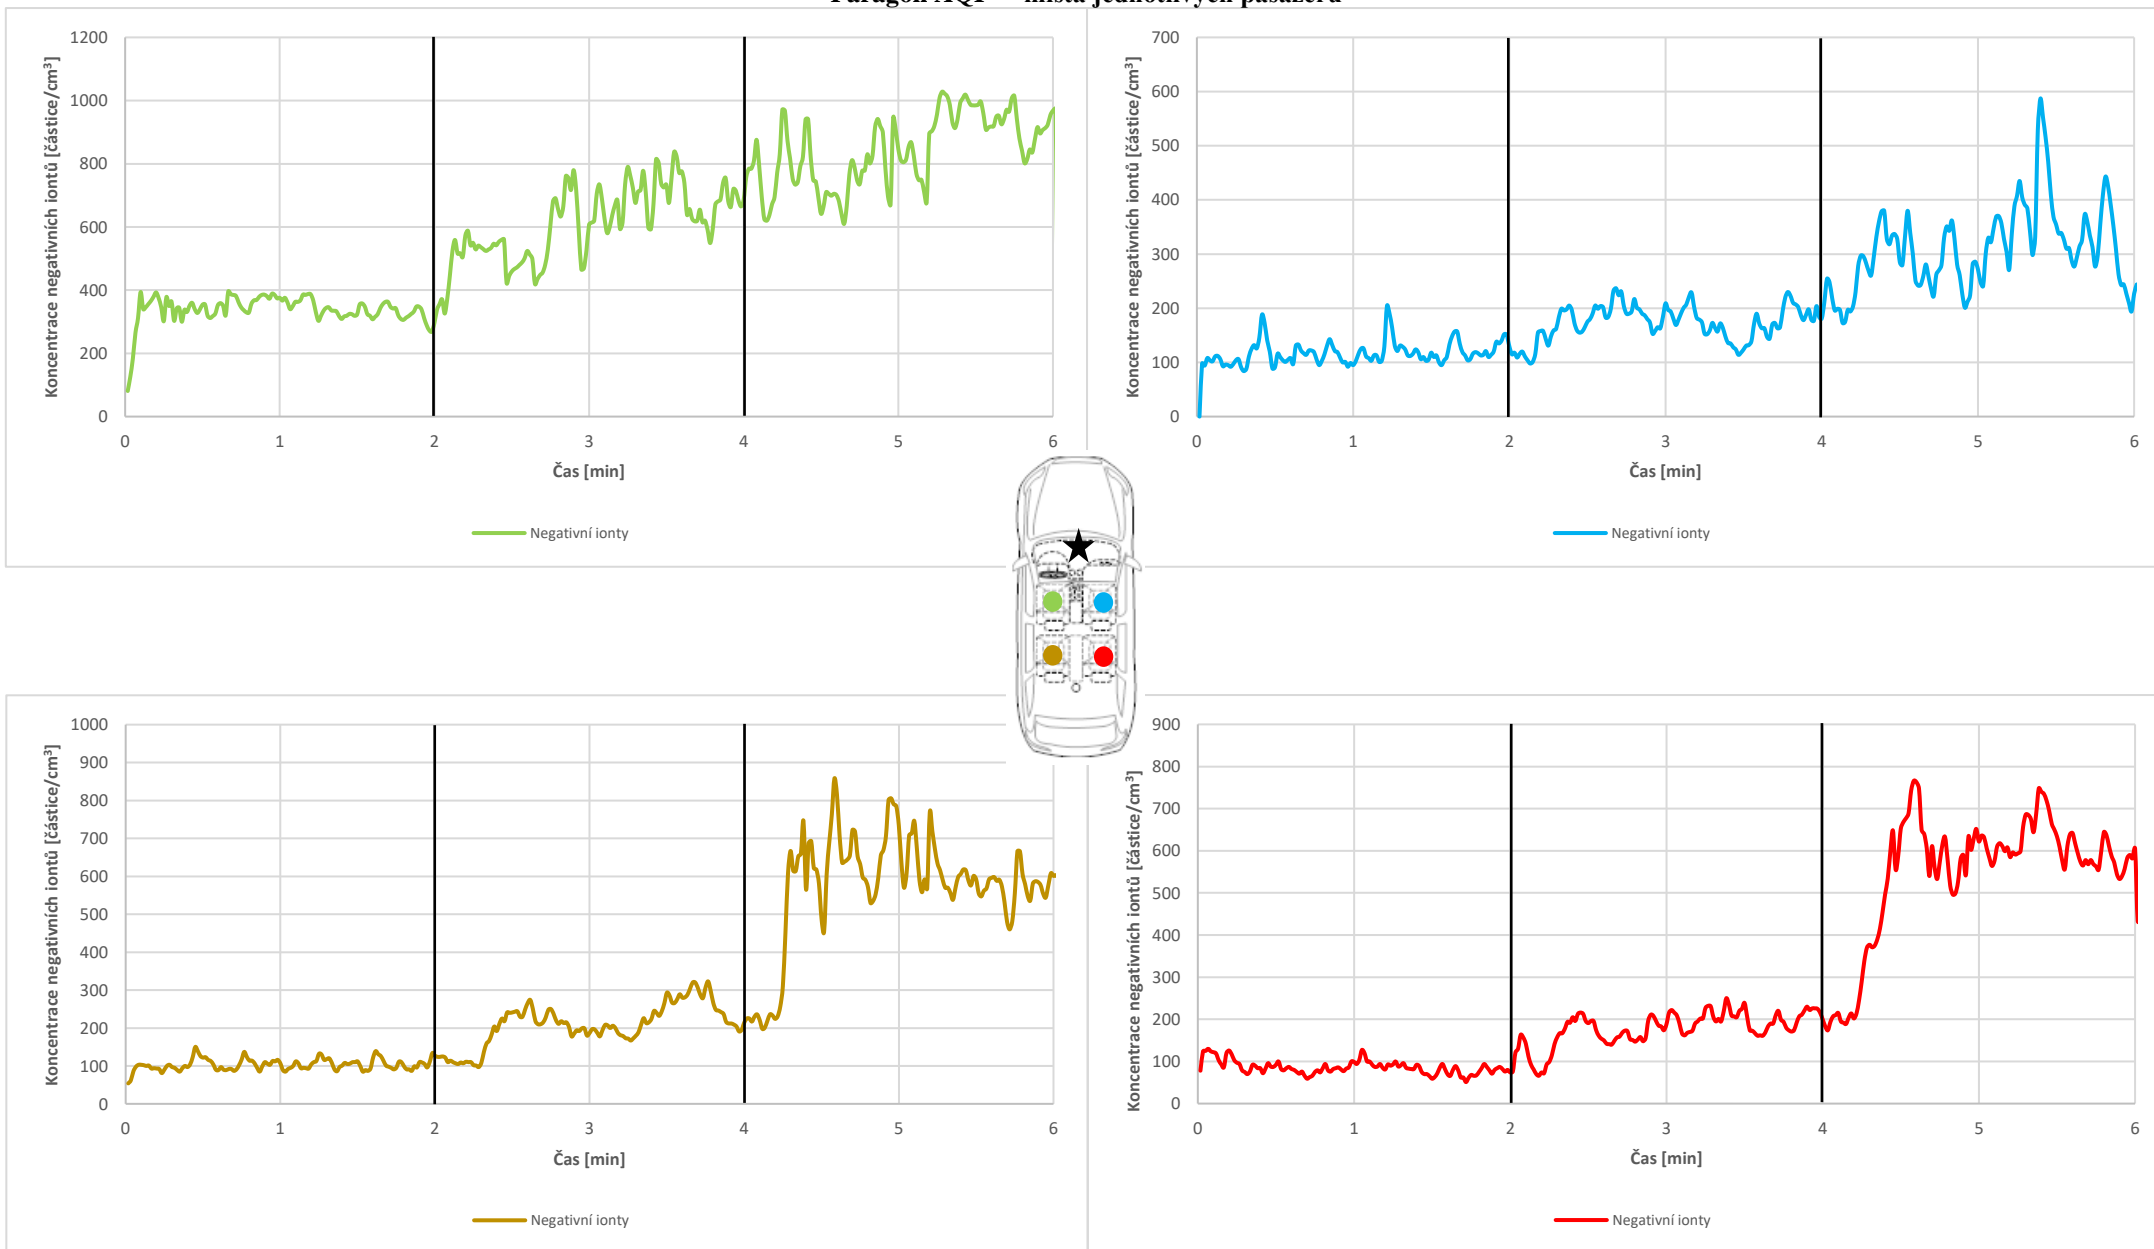 Paragon AQI – místa jednotlivých pasažérů
Koncentrace negativních iontů [částice/cm³]
1200
1000
800
600
400
200
0
0 1 2 3 4 5 6
Čas [min]
Negativní ionty
Koncentrace negativních iontů [částice/cm³]
700
600
500
400
300
200
100
0
0 1 2 3 4 5 6
Čas [min]
Negativní ionty
Koncentrace negativních iontů [částice/cm³]
1000
900
800
700
600
500
400
300
200
100
0
0 1 2 3 4 5 6
Čas [min]
Negativní ionty
Koncentrace negativních iontů [částice/cm³]
900
800
700
600
500
400
300
200
100
0
0 1 2 3 4 5 6
Čas [min]
Negativní ionty